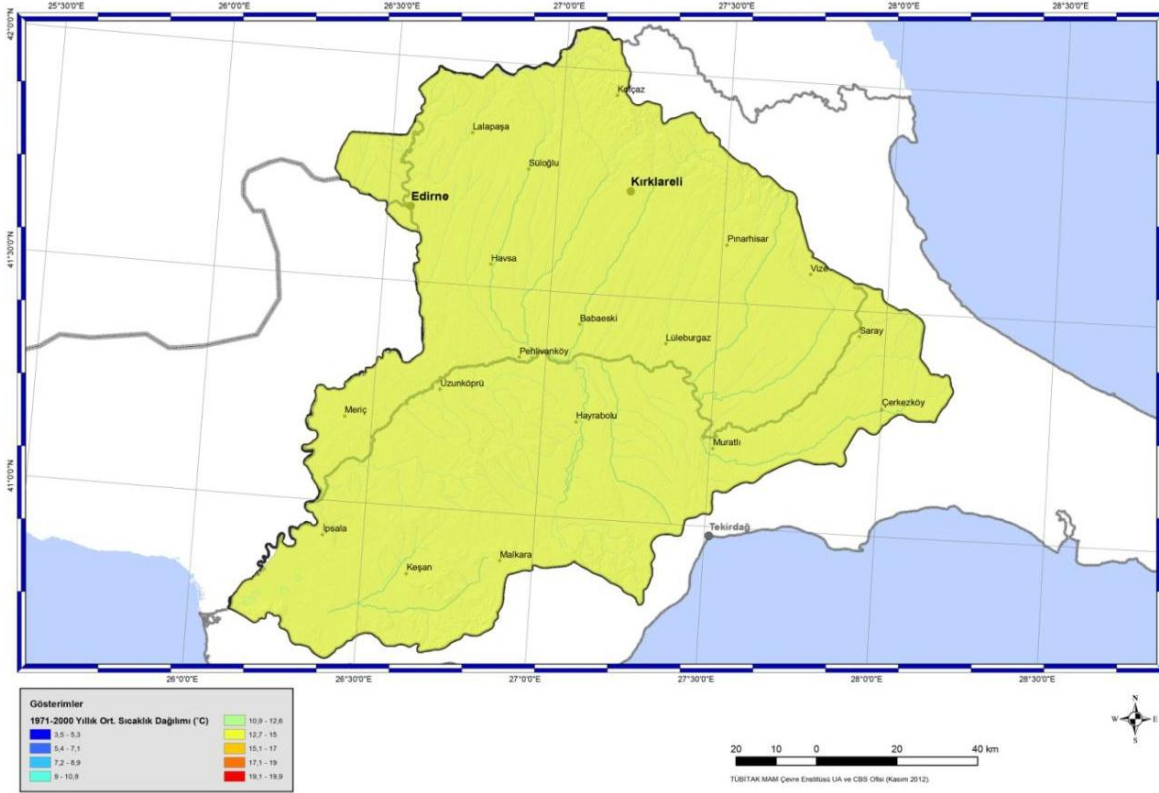 25°30'0"E 26°0'0"E 26°30'0"E 27°0'0"E 27°30'0"E 28°0'0"E 28°30'0"E
42°0'0"N
41°30'0"N
41°0'0"N
Kofçaz
Lalapaşa
Süloğlu
Kırklareli
Edirne
Pınarhisar
Havsa
Vize
Babaeski
Saray
Lüleburgaz
Pehlivanköy
Uzunköprü
Çerkezköy
Meriç
Hayrabolu
Muratlı
İpsala
Tekirdağ
Malkara
Keşan
26°0'0"E 26°30'0"E 27°0'0"E 27°30'0"E 28°0'0"E 28°30'0"E
Gösterimler
1971-2000 Yıllık Ort. Sıcaklık Dağılımı (°C)
3,5 - 5,3
5,4 - 7,1
7,2 - 8,9
9 - 10,8
10,9 - 12,6
12,7 - 15
15,1 - 17
17,1 - 19
19,1 - 19,9
N
W E
S
20 10 0 20 40 km
TÜBİTAK MAM Çevre Enstitüsü UA ve CBS Ofisi (Kasım 2012).